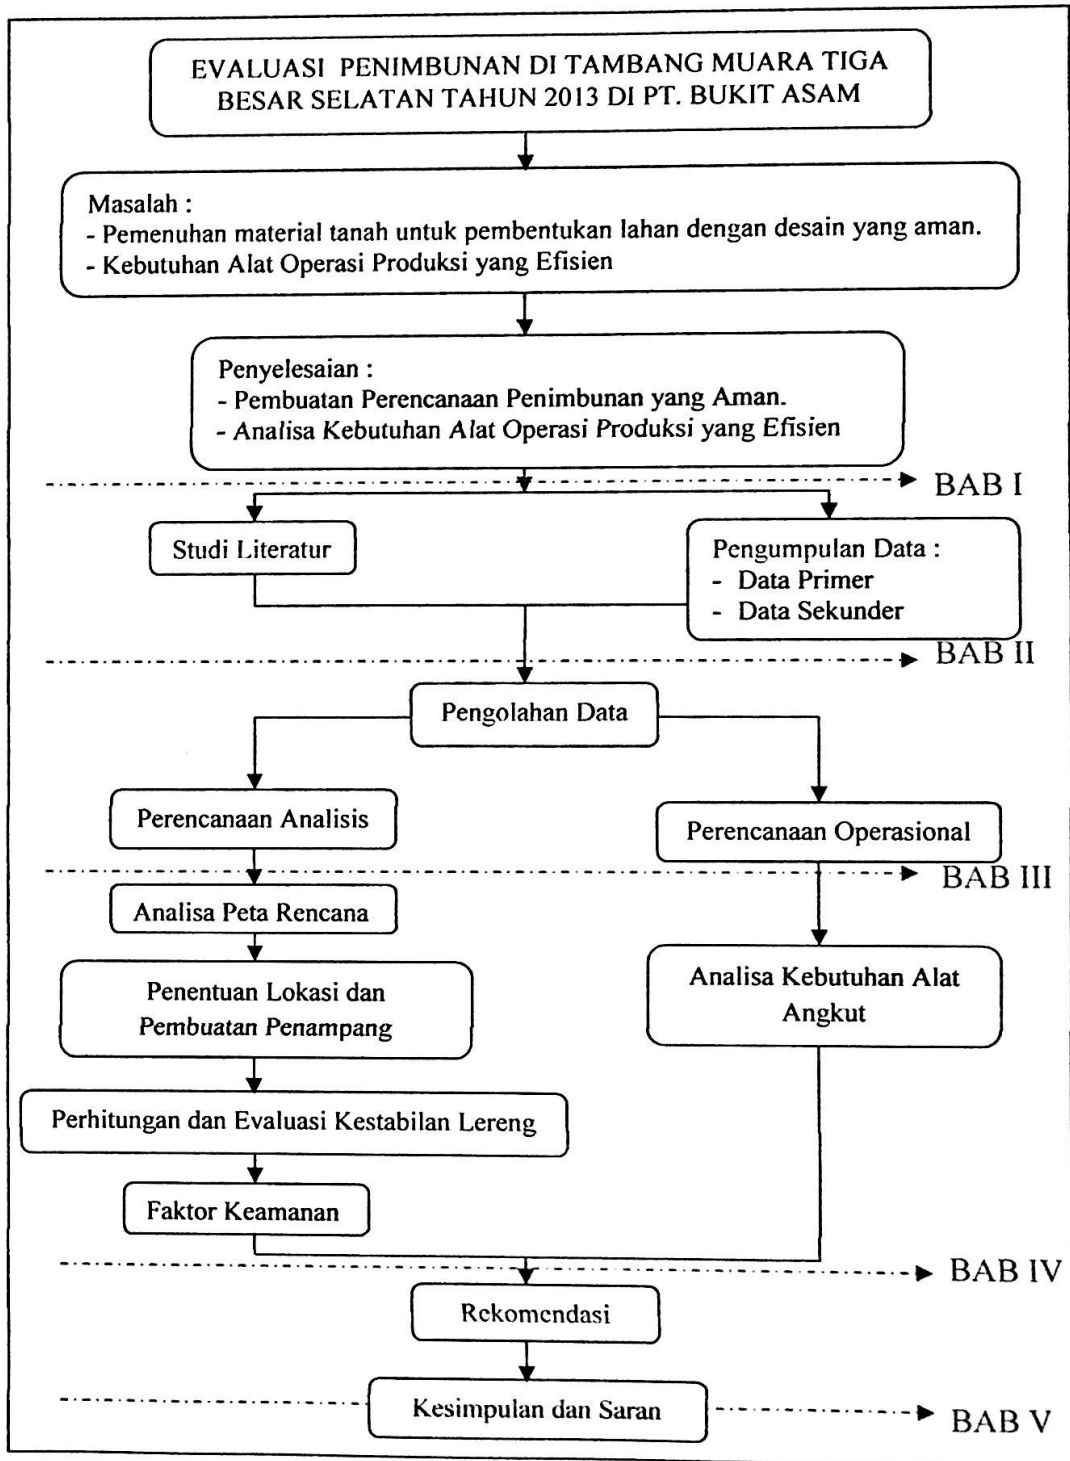 EVALUASI PENIMBUNAN DI TAMBANG MUARA TIGA
BESAR SELATAN TAHUN 2013 DI PT. BUKIT ASAM
Masalah :
- Pemenuhan material tanah untuk pembentukan lahan dengan desain yang aman.
- Kebutuhan Alat Operasi Produksi yang Efisien
Penyelesaian :
- Pembuatan Perencanaan Penimbunan yang Aman.
- Analisa Kebutuhan Alat Operasi Produksi yang Efisien
BAB I
Studi Literatur
Pengumpulan Data :
- Data Primer
- Data Sekunder
BAB II
Pengolahan Data
Perencanaan Analisis
Perencanaan Operasional
BAB III
Analisa Peta Rencana
Penentuan Lokasi dan
Pembuatan Penampang
Analisa Kebutuhan Alat
Angkut
Perhitungan dan Evaluasi Kestabilan Lereng
Faktor Keamanan
BAB IV
Rekomendasi
Kesimpulan dan Saran
BAB V